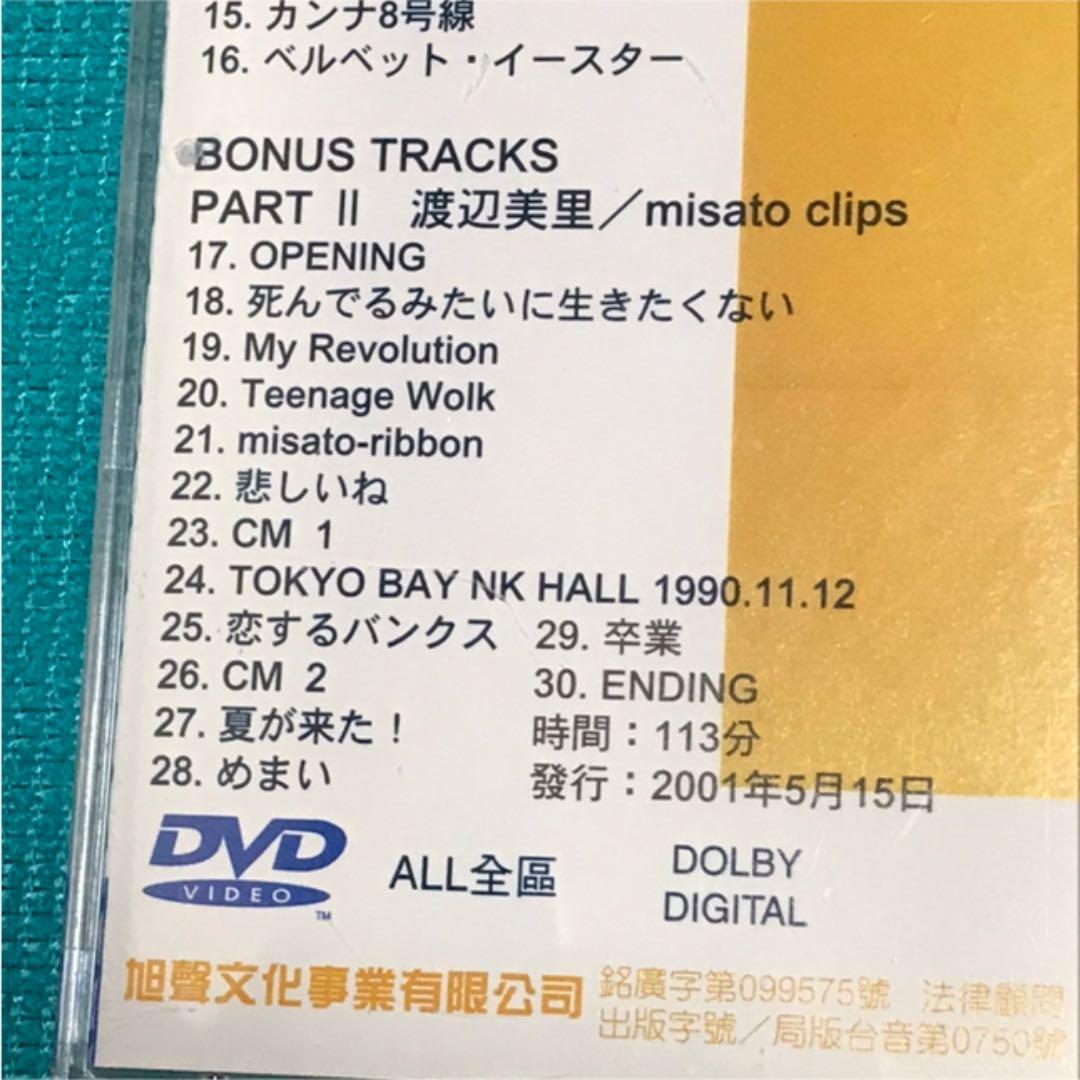 15. カンナ8号線
16. ベルベット・イースター
BONUS TRACKS
PART Ⅱ 渡辺美里／misato clips
17. OPENING
18. 死んでるみたいに生きたくない
19. My Revolution
20. Teenage Wolk
21. misato-ribbon
22. 悲しいね
23. CM 1
24. TOKYO BAY NK HALL 1990.11.12
25. 恋するバンクス
26. CM 2
27. 夏が来た！
28. めまい
29. 卒業
30. ENDING
時間：113分
發行：2001年5月15日
DVD
VIDEO
TM
ALL全區
DOLBY
DIGITAL
旭聲文化事業有限公司
銘廣字第099575號 法律顧問
出版字號／局版台音第0750號